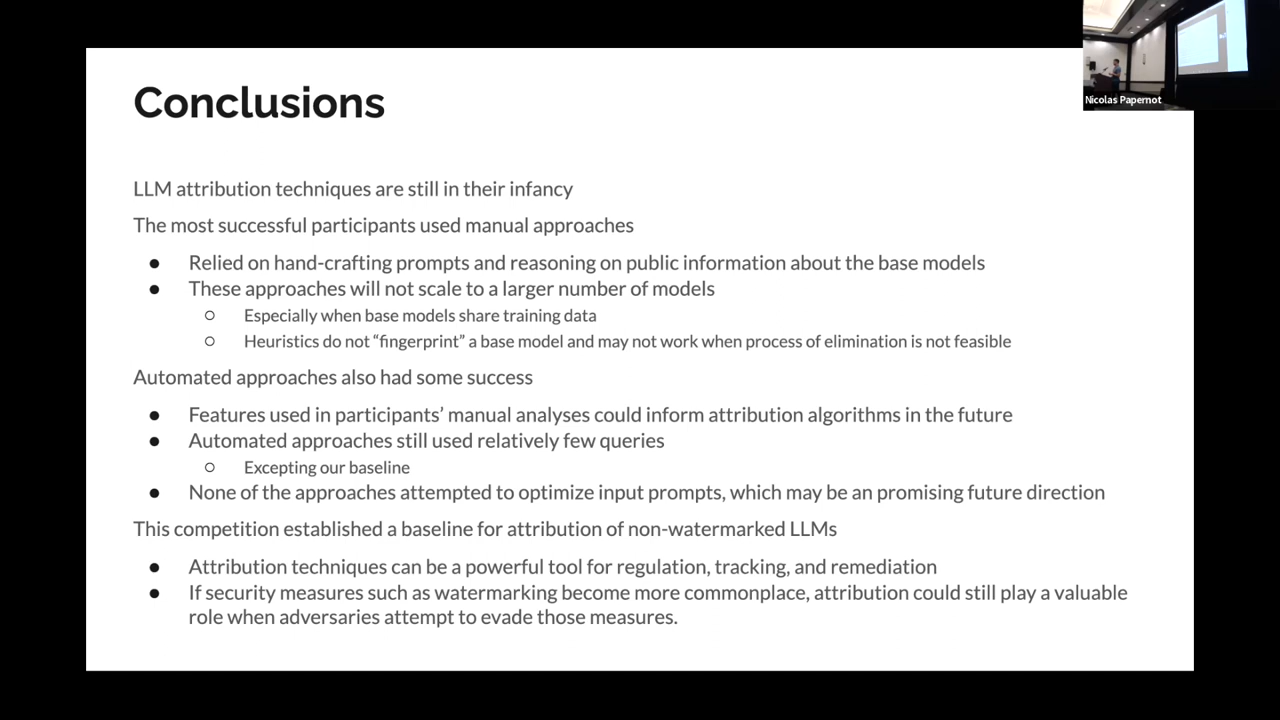 Conclusions
Nicolas Papernot
LLM attribution techniques are still in their infancy
The most successful participants used manual approaches
● Relied on hand-crafting prompts and reasoning on public information about the base models
● These approaches will not scale to a larger number of models
○ Especially when base models share training data
○ Heuristics do not “fingerprint” a base model and may not work when process of elimination is not feasible
Automated approaches also had some success
● Features used in participants’ manual analyses could inform attribution algorithms in the future
● Automated approaches still used relatively few queries
○ Excepting our baseline
● None of the approaches attempted to optimize input prompts, which may be an promising future direction
This competition established a baseline for attribution of non-watermarked LLMs
● Attribution techniques can be a powerful tool for regulation, tracking, and remediation
● If security measures such as watermarking become more commonplace, attribution could still play a valuable
role when adversaries attempt to evade those measures.